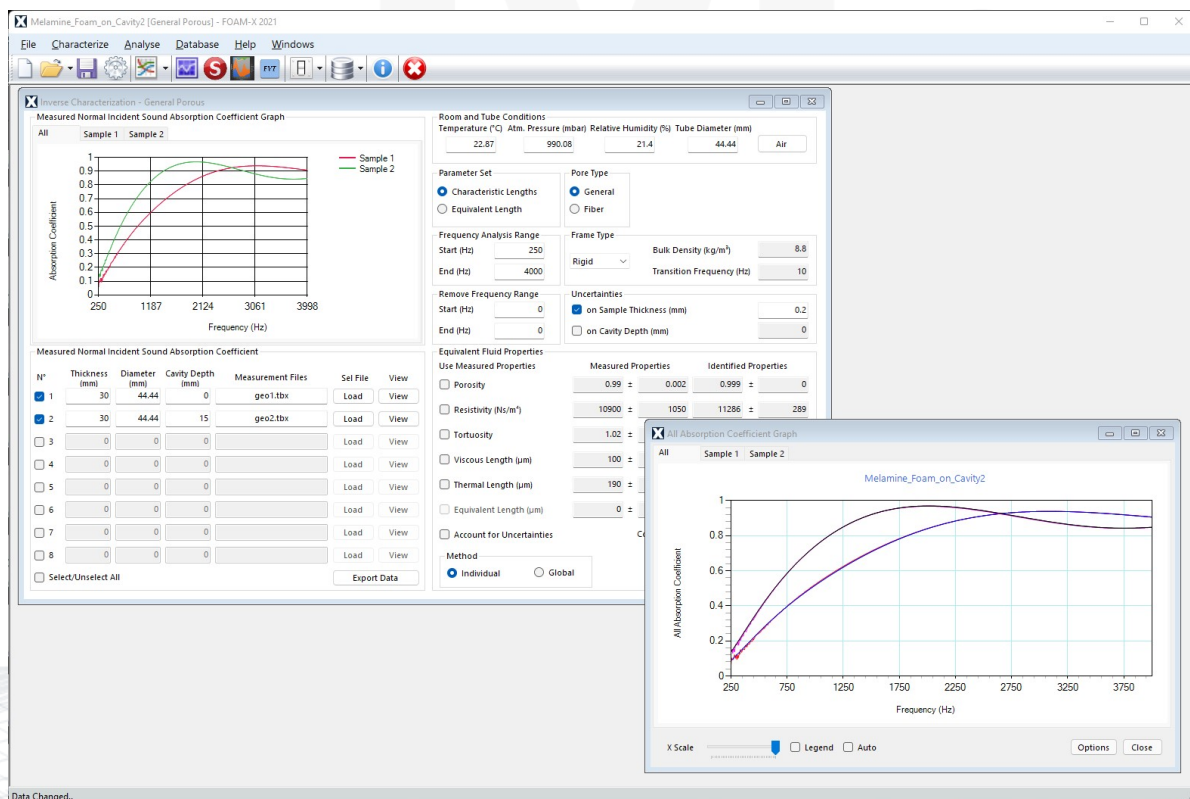 Melamine_Foam_on_Cavity2 [General Porous] - FOAM-X 2021
File Characterize Analyse Database Help Windows
FYT
Inverse Characterization - General Porous
Measured Normal Incident Sound Absorption Coefficient Graph
All Sample 1 Sample 2
Sample 1
Sample 2
1
0.9
0.8
0.7
0.6
0.5
0.4
0.3
0.2
0.1
0
Absorption Coefficient
250 1187 2124 3061 3998
Frequency (Hz)
Room and Tube Conditions
Temperature (°C) Atm. Pressure (mbar) Relative Humidity (%) Tube Diameter (mm)
22.87 990.08 21.4 44.44 Air
Parameter Set
Characteristic Lengths
Equivalent Length
Pore Type
General
Fiber
Frequency Analysis Range
Start (Hz) 250
End (Hz) 4000
Frame Type
Rigid
Bulk Density (kg/m³) 8.8
Transition Frequency (Hz) 10
Remove Frequency Range
Start (Hz) 0
End (Hz) 0
Uncertainties
on Sample Thickness (mm) 0.2
on Cavity Depth (mm) 0
Measured Normal Incident Sound Absorption Coefficient
N° Thickness (mm) Diameter (mm) Cavity Depth (mm) Measurement Files Sel File View
1 30 44.44 0 geo1.tbx Load View
2 30 44.44 15 geo2.tbx Load View
3 0 0 0 Load View
4 0 0 0 Load View
5 0 0 0 Load View
6 0 0 0 Load View
7 0 0 0 Load View
8 0 0 0 Load View
Select/Unselect All Export Data
Equivalent Fluid Properties
Use Measured Properties Measured Properties Identified Properties
Porosity 0.99 ± 0.002 0.999 ± 0
Resistivity (Ns/m⁴) 10900 ± 1050 11286 ± 289
Tortuosity 1.02 ±
Viscous Length (µm) 100 ±
Thermal Length (µm) 190 ±
Equivalent Length (µm) 0 ±
Account for Uncertainties
Method
Individual Global
All Absorption Coefficient Graph
All Sample 1 Sample 2
Melamine_Foam_on_Cavity2
1
0.8
0.6
0.4
0.2
0
All Absorption Coefficient
250 750 1250 1750 2250 2750 3250 3750
Frequency (Hz)
X Scale Legend Auto Options Close
Data Changed..